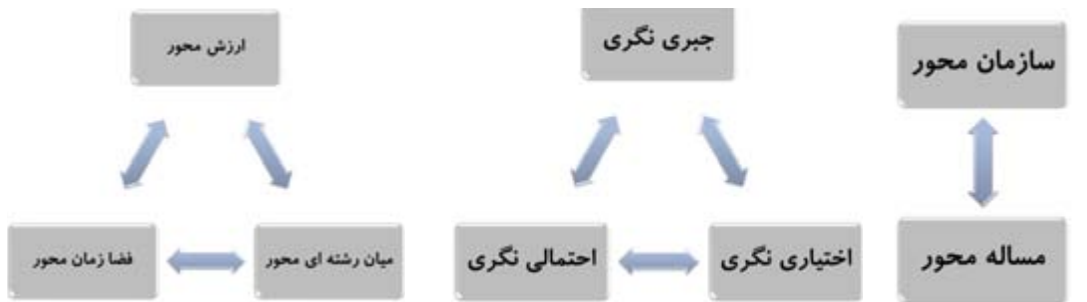 سازمان محور
مساله محور
جبری نگری
اختیاری نگری
احتمالی نگری
ارزش محور
میان رشته ای محور
فضا زمان محور